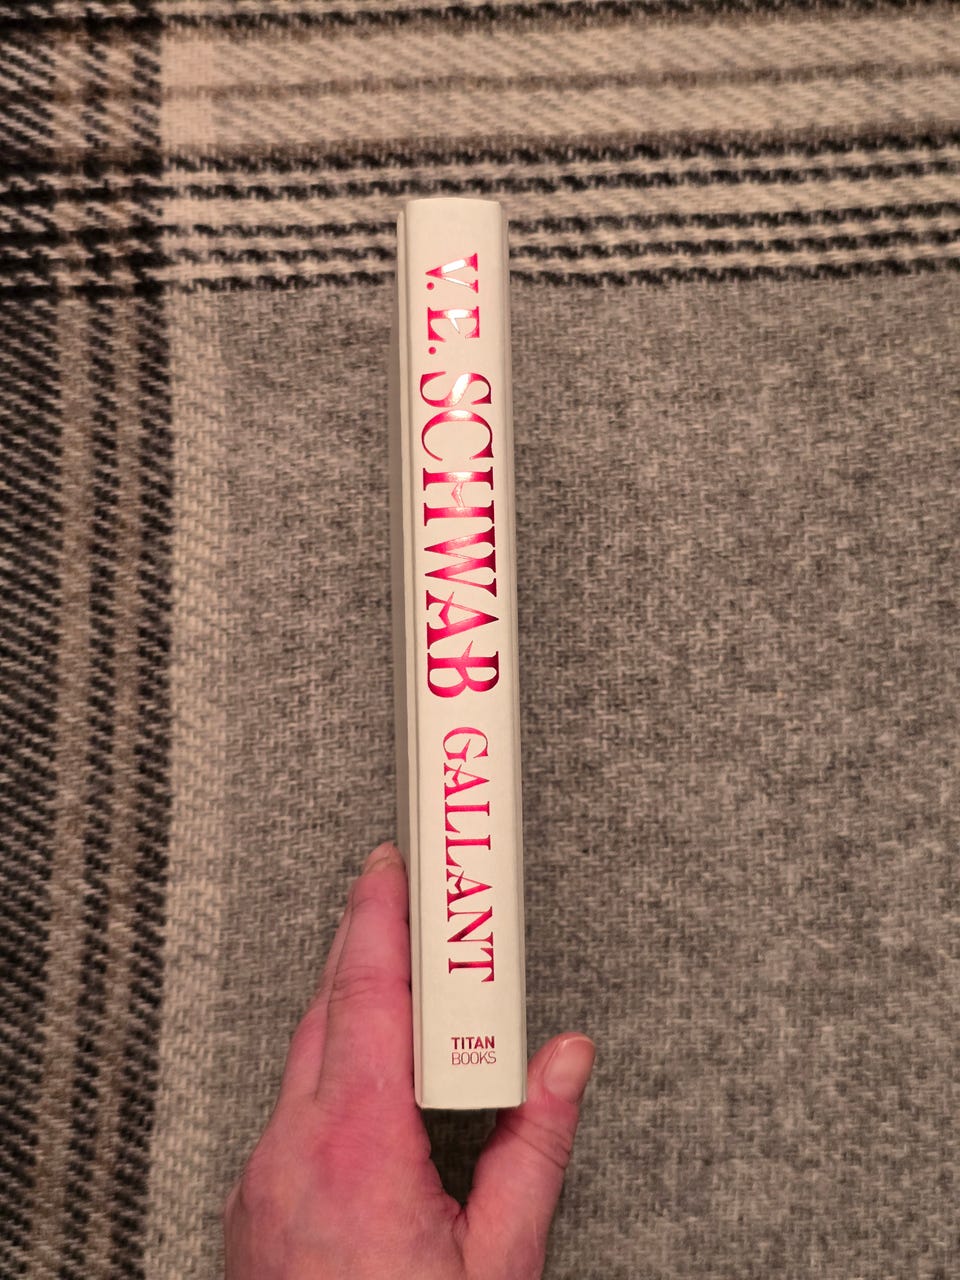 V. E. SCHWAB GALLANT
TITAN
BOOKS